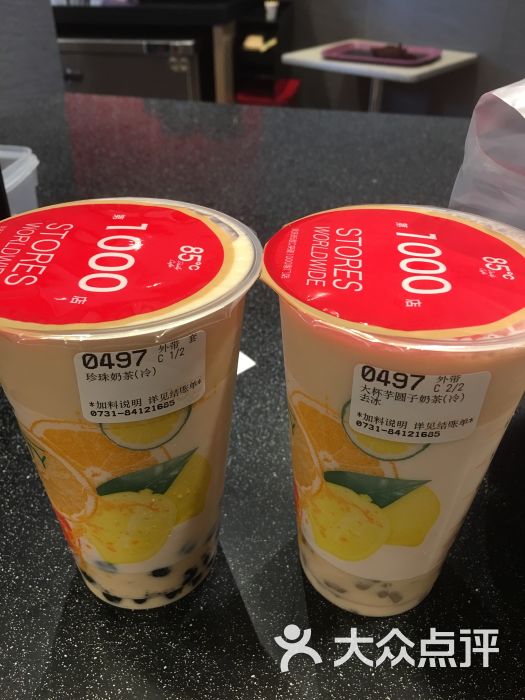 85℃
第
1000
店
STORES
WORLDWIDE
0497 外带 套
C 1/2
珍珠奶茶(冷)
*加料说明 详见结账单*
0731-84121685
85℃
第
1000
店
STORES
WORLDWIDE
0497 外带
C 2/2
大杯芋圆子奶茶(冷)
去冰
*加料说明 详见结账单*
0731-84121685
大众点评